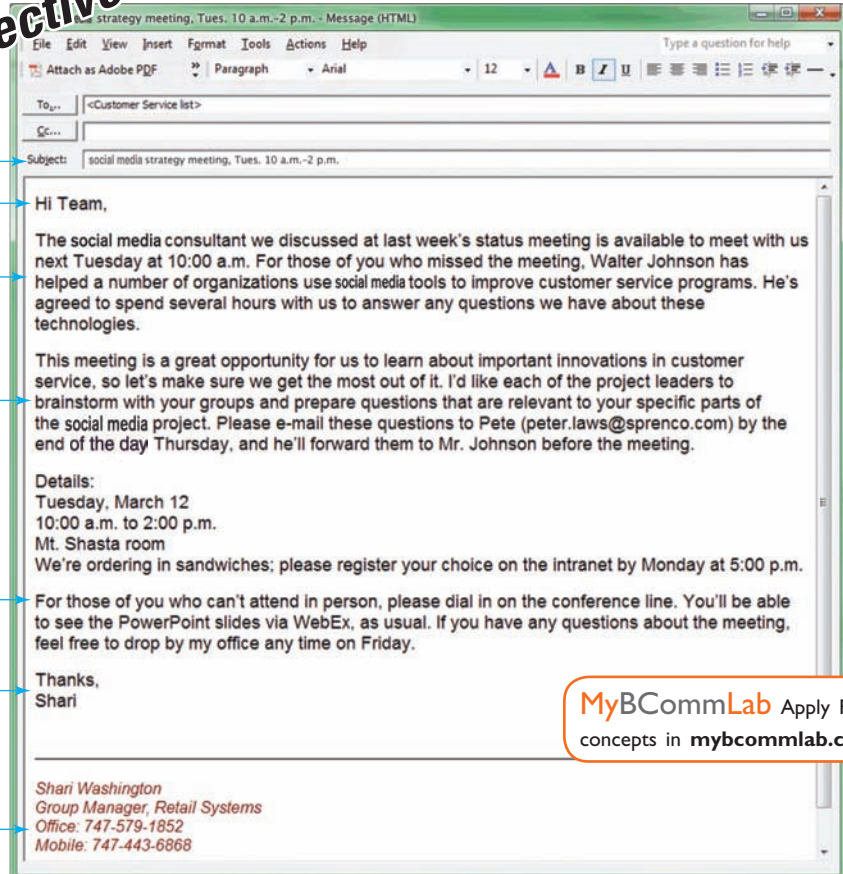 ective
strategy meeting, Tues. 10 a.m.-2 p.m. - Message (HTML)
File Edit View Insert Format Tools Actions Help Type a question for help
Attach as Adobe PDF Paragraph Arial 12 A B I U
To... <Customer Service list>
Cc...
Subject: social media strategy meeting, Tues. 10 a.m.-2 p.m.
Hi Team,
The social media consultant we discussed at last week's status meeting is available to meet with us
next Tuesday at 10:00 a.m. For those of you who missed the meeting, Walter Johnson has
helped a number of organizations use social media tools to improve customer service programs. He's
agreed to spend several hours with us to answer any questions we have about these
technologies.
This meeting is a great opportunity for us to learn about important innovations in customer
service, so let's make sure we get the most out of it. I'd like each of the project leaders to
brainstorm with your groups and prepare questions that are relevant to your specific parts of
the social media project. Please e-mail these questions to Pete (peter.laws@sprenco.com) by the
end of the day Thursday, and he'll forward them to Mr. Johnson before the meeting.
Details:
Tuesday, March 12
10:00 a.m. to 2:00 p.m.
Mt. Shasta room
We're ordering in sandwiches; please register your choice on the intranet by Monday at 5:00 p.m.
For those of you who can't attend in person, please dial in on the conference line. You'll be able
to see the PowerPoint slides via WebEx, as usual. If you have any questions about the meeting,
feel free to drop by my office any time on Friday.
Thanks,
Shari
MyBCommLab Apply
concepts in mybcommlab.c
Shari Washington
Group Manager, Retail Systems
Office: 747-579-1852
Mobile: 747-443-6868